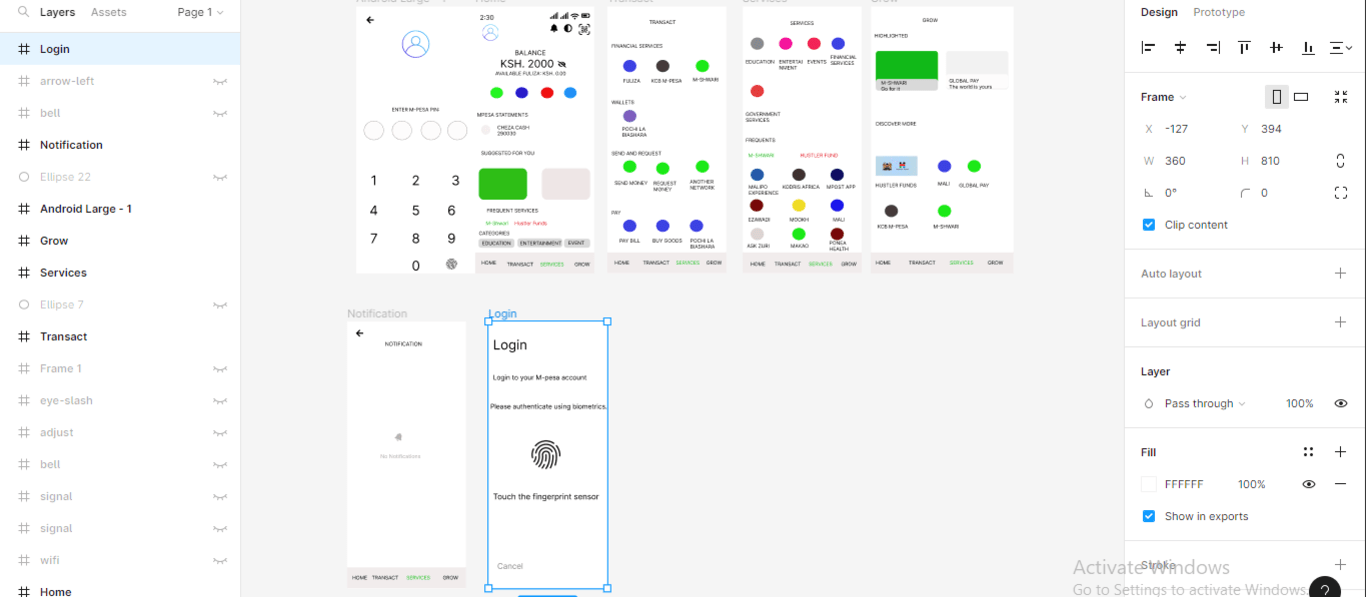 Layers
Assets
Page 1
Login
arrow-left
bell
Notification
Ellipse 22
Android Large - 1
Grow
Services
Ellipse 7
Transact
Frame 1
eye-slash
adjust
bell
signal
signal
wifi
Home
ENTER M-PESA PIN
1 2 3
4 5 6
7 8 9
0
2:30
BALANCE
KSH. 2000
AVAILABLE FULIZA: KSH. 0.00
MPESA STATEMENTS
CHEZA CASH
290030
SUGGESTED FOR YOU
FREQUENT SERVICES
M-Shwari Hustler Funds
CATEGORIES
EDUCATION ENTERTAINMENT EVENT
HOME TRANSACT SERVICES GROW
TRANSACT
FINANCIAL SERVICES
FULIZA KCB M-PESA M-SHWARI
WALLETS
POCHI LA
BIASHARA
SEND AND REQUEST
SEND MONEY REQUEST
MONEY ANOTHER
NETWORK
PAY
PAY BILL BUY GOODS POCHI LA
BIASHARA
HOME TRANSACT SERVICES GROW
SERVICES
EDUCATION ENTERTAI
NMENT EVENTS FINANCIAL
SERVICES
GOVERNMENT
SERVICES
FREQUENTS
M-SHWARI HUSTLER FUND
MALIPO
EXPERIENCE KODRIS AFRICA MPOST APP
EZAWADI MOOKH MALI
ASK ZURI MAKAO PONEA
HEALTH
HOME TRANSACT SERVICES GROW
GROW
HIGHLIGHTED
M-SHWARI
Go for it
GLOBAL PAY
The world is yours
DISCOVER MORE
HUSTLER FUNDS MALI GLOBAL PAY
KCB M-PESA M-SHWARI
HOME TRANSACT SERVICES GROW
Notification
NOTIFICATION
No Notifications
HOME TRANSACT SERVICES GROW
Login
Login
Login to your M-pesa account
Please authenticate using biometrics.
Touch the fingerprint sensor
Cancel
Design
Prototype
Frame
X -127 Y 394
W 360 H 810
0° 0
Clip content
Auto layout
Layout grid
Layer
Pass through 100%
Fill
FFFFFF 100%
Show in exports
Stroke
Activate Windows
Go to Settings to activate Windows.
?